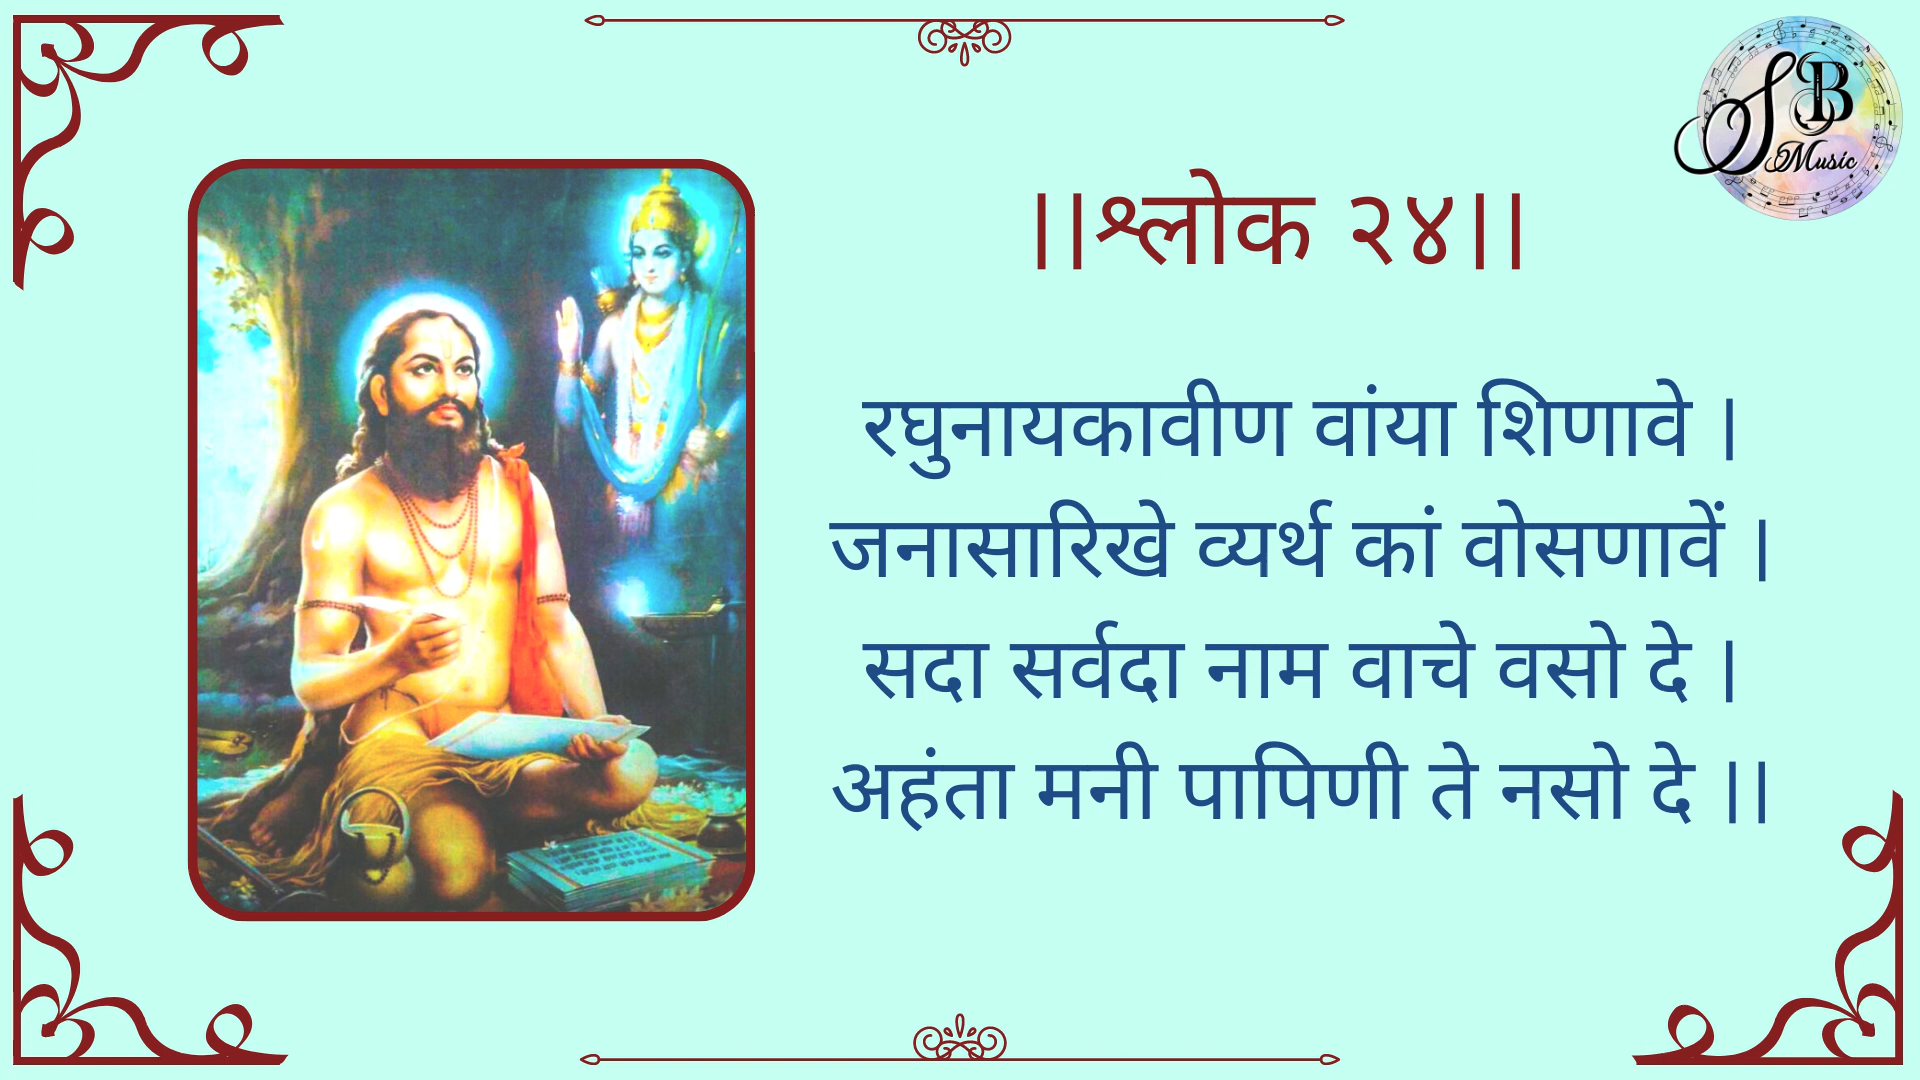 SB
Music
||श्लोक २४||
रघुनायकावीण वांया शिणावे |
जनासारिखे व्यर्थ कां वोसणावें |
सदा सर्वदा नाम वाचे वसो दे |
अहंता मनी पापिणी ते नसो दे ||